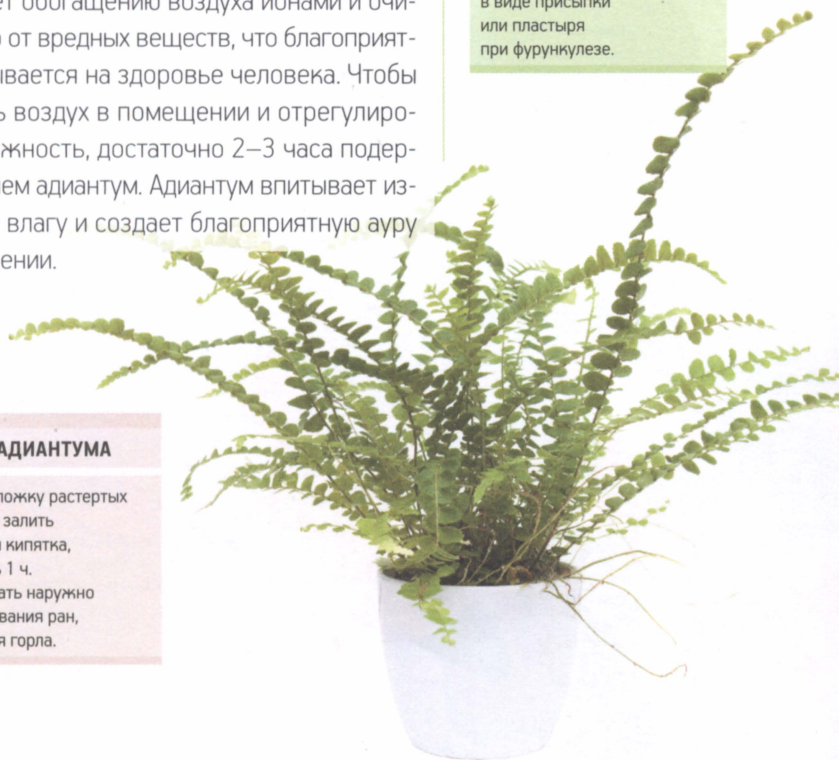 ет обогащению воздуха ионами и очи-
от вредных веществ, что благоприят-
вается на здоровье человека. Чтобы
воздух в помещении и отрегулиро-
жность, достаточно 2–3 часа подер-
ем адиантум. Адиантум впитывает из-
влагу и создает благоприятную ауру
ении.
в виде присыпки
или пластыря
при фурункулезе.
АДИАНТУМА
ложку растертых
залить
кипятка,
1 ч.
ать наружно
вания ран,
я горла.